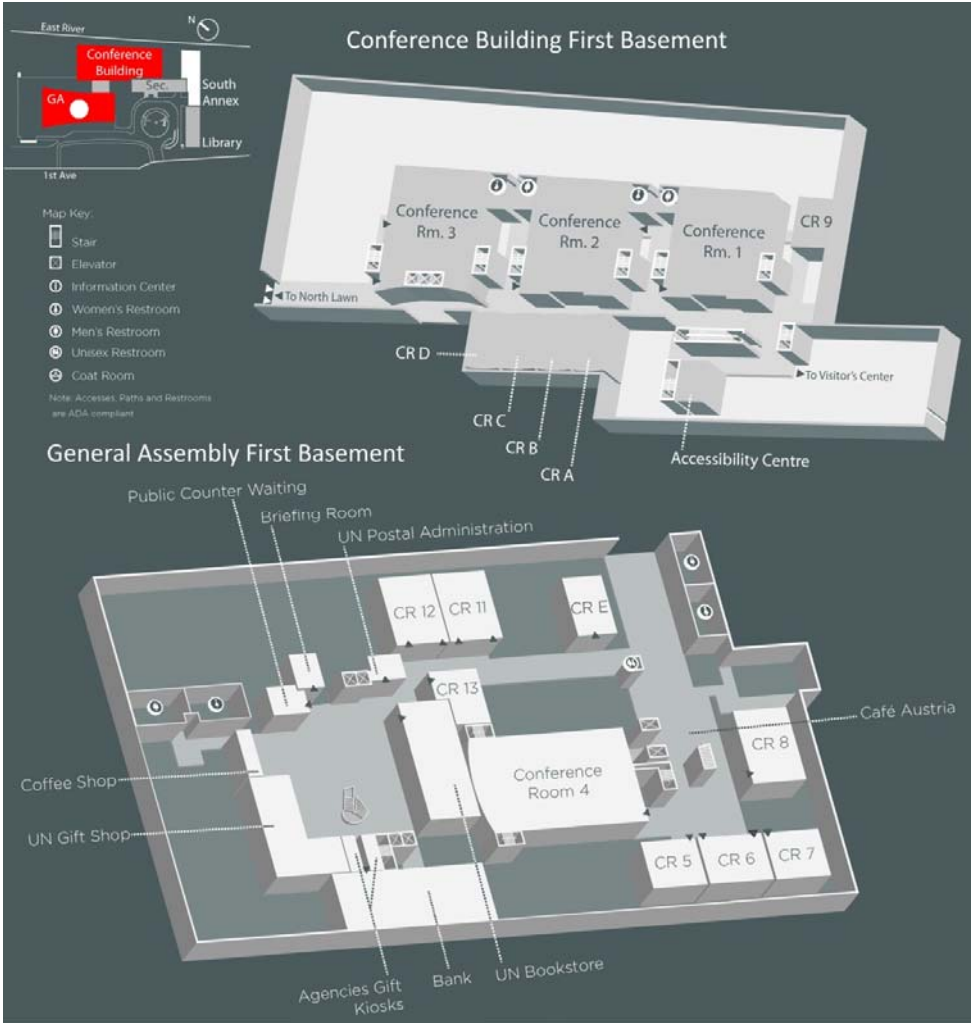 East River
N
Conference
Building
Sec.
South
Annex
GA
Library
1st Ave
Conference Building First Basement
Map Key:
Stair
Elevator
Information Center
Women's Restroom
Men's Restroom
Unisex Restroom
Coat Room
Note: Accesses, Paths and Restrooms
are ADA compliant
Conference
Rm. 3
Conference
Rm. 2
Conference
Rm. 1
CR 9
To North Lawn
CR D
CR C
CR B
CR A
To Visitor's Center
Accessibility Centre
General Assembly First Basement
Public Counter Waiting
Briefing Room
UN Postal Administration
CR 12
CR 11
CR E
CR 13
Café Austria
CR 8
Conference
Room 4
Coffee Shop
UN Gift Shop
CR 5
CR 6
CR 7
Agencies Gift
Kiosks
Bank
UN Bookstore